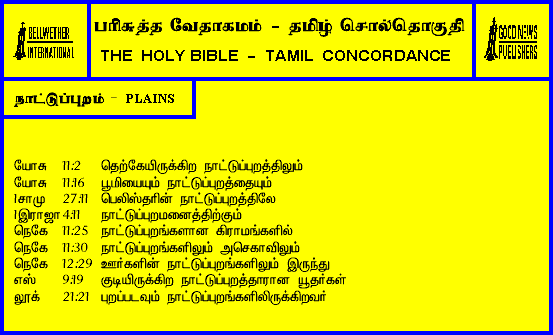 BELLWETHER
INTERNATIONAL
பரிசுத்த வேதாகமம் - தமிழ் சொல்தொகுதி
THE HOLY BIBLE - TAMIL CONCORDANCE
GOOD NEWS
PUBLISHERS
நாட்டுப்புறம் - PLAINS
யோசு 11:2 தெற்கேயிருக்கிற நாட்டுப்புறத்திலும்
யோசு 11:16 பூமியையும் நாட்டுப்புறத்தையும்
1சாமு 27:11 பெலிஸ்தரின் நாட்டுப்புறத்திலே
1இராஜா 4:11 நாட்டுப்புறமனைத்திற்கும்
நெகே 11:25 நாட்டுப்புறங்களான கிராமங்களில்
நெகே 11:30 நாட்டுப்புறங்களிலும் அசெகாவிலும்
நெகே 12:29 ஊர்களின் நாட்டுப்புறங்களிலும் இருந்து
எஸ் 9:19 குடியிருக்கிற நாட்டுப்புறத்தாரான யூதர்கள்
லூக் 21:21 புறப்படவும் நாட்டுப்புறங்களிலிருக்கிறவர்